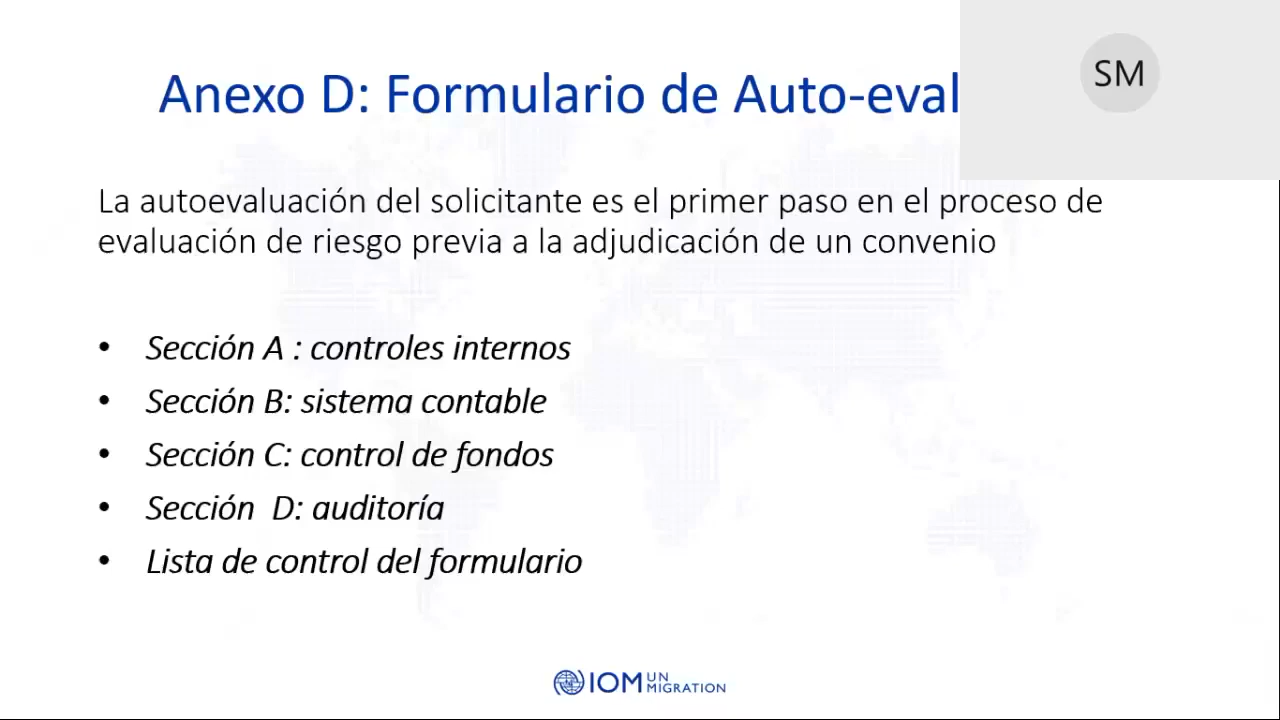 SM
Anexo D: Formulario de Auto-eval
La autoevaluación del solicitante es el primer paso en el proceso de
evaluación de riesgo previa a la adjudicación de un convenio
• Sección A : controles internos
• Sección B: sistema contable
• Sección C: control de fondos
• Sección  D: auditoría
• Lista de control del formulario
IOM UN
MIGRATION